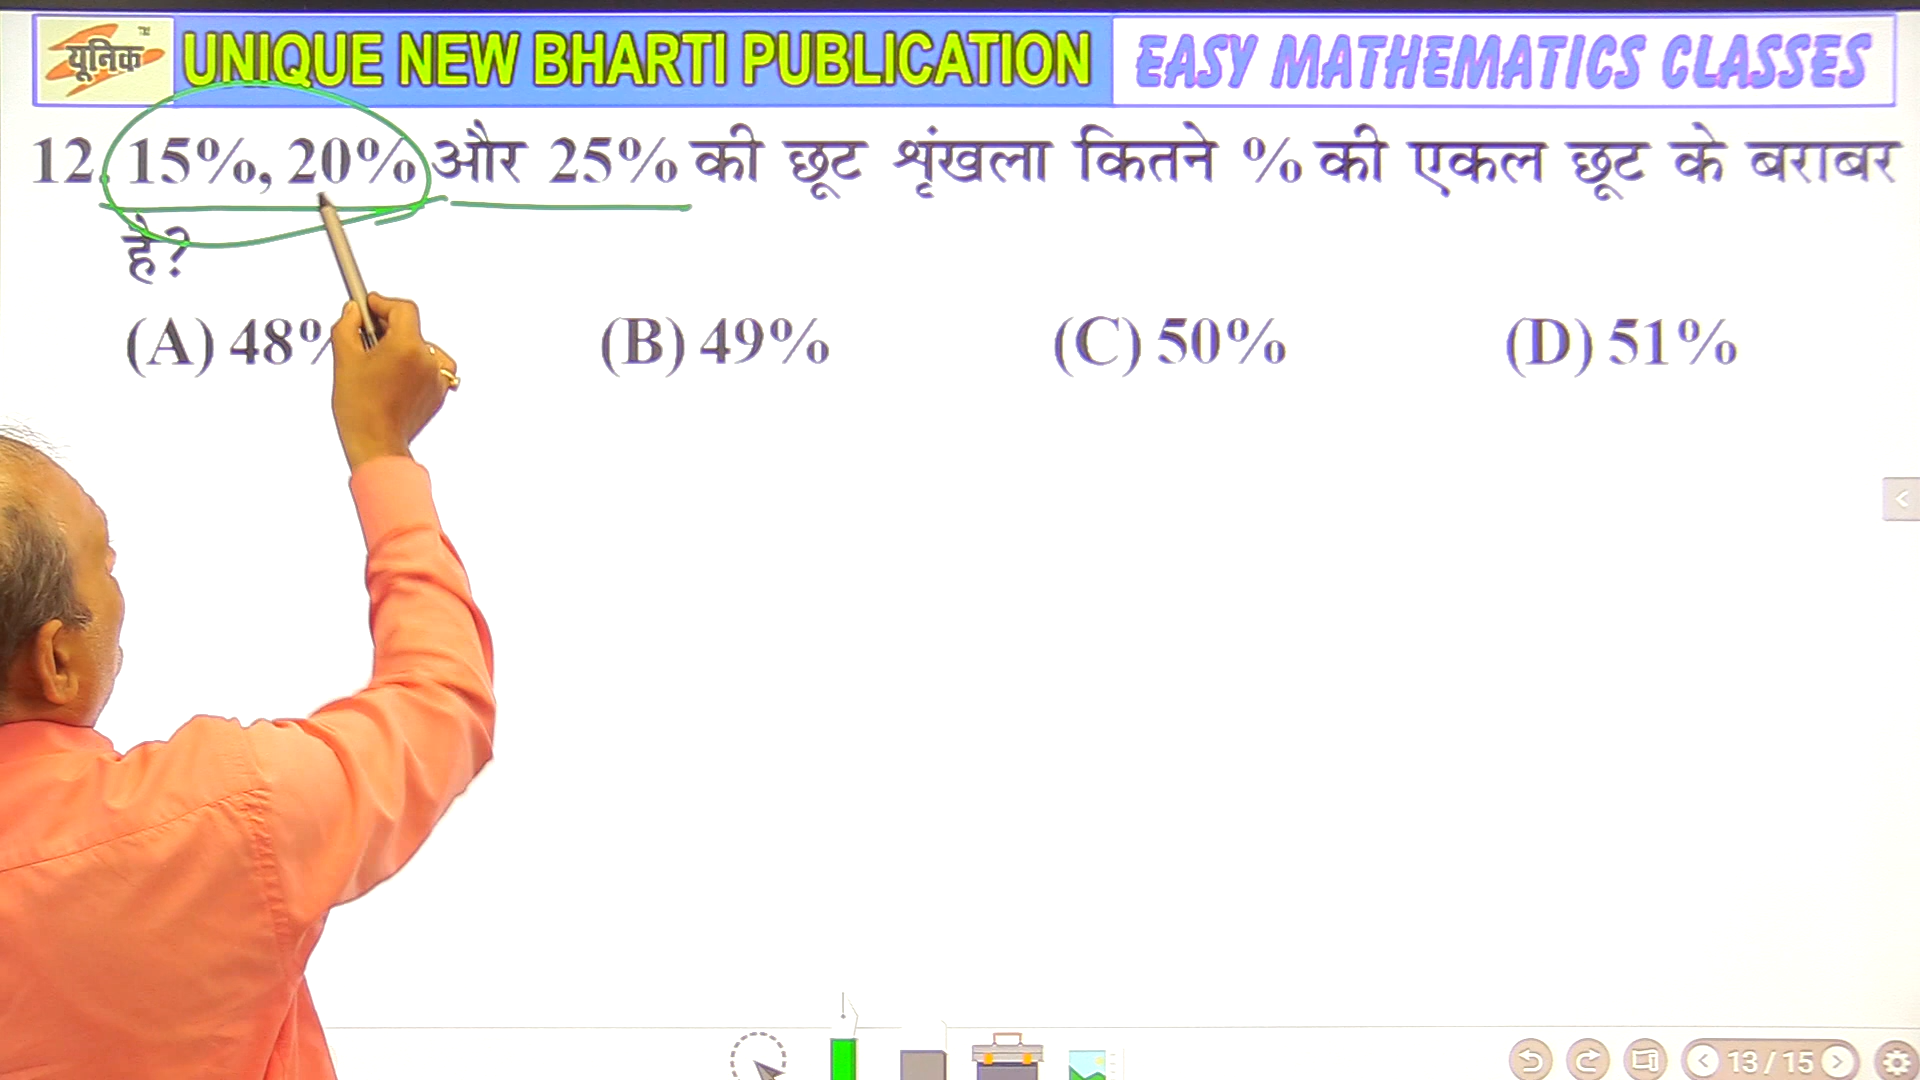 यूनिक TM
UNIQUE NEW BHARTI PUBLICATION
EASY MATHEMATICS CLASSES
12. 15%, 20% और 25% की छूट शृंखला कितने % की एकल छूट के बराबर
है?
(A) 48% (B) 49% (C) 50% (D) 51%
13/15